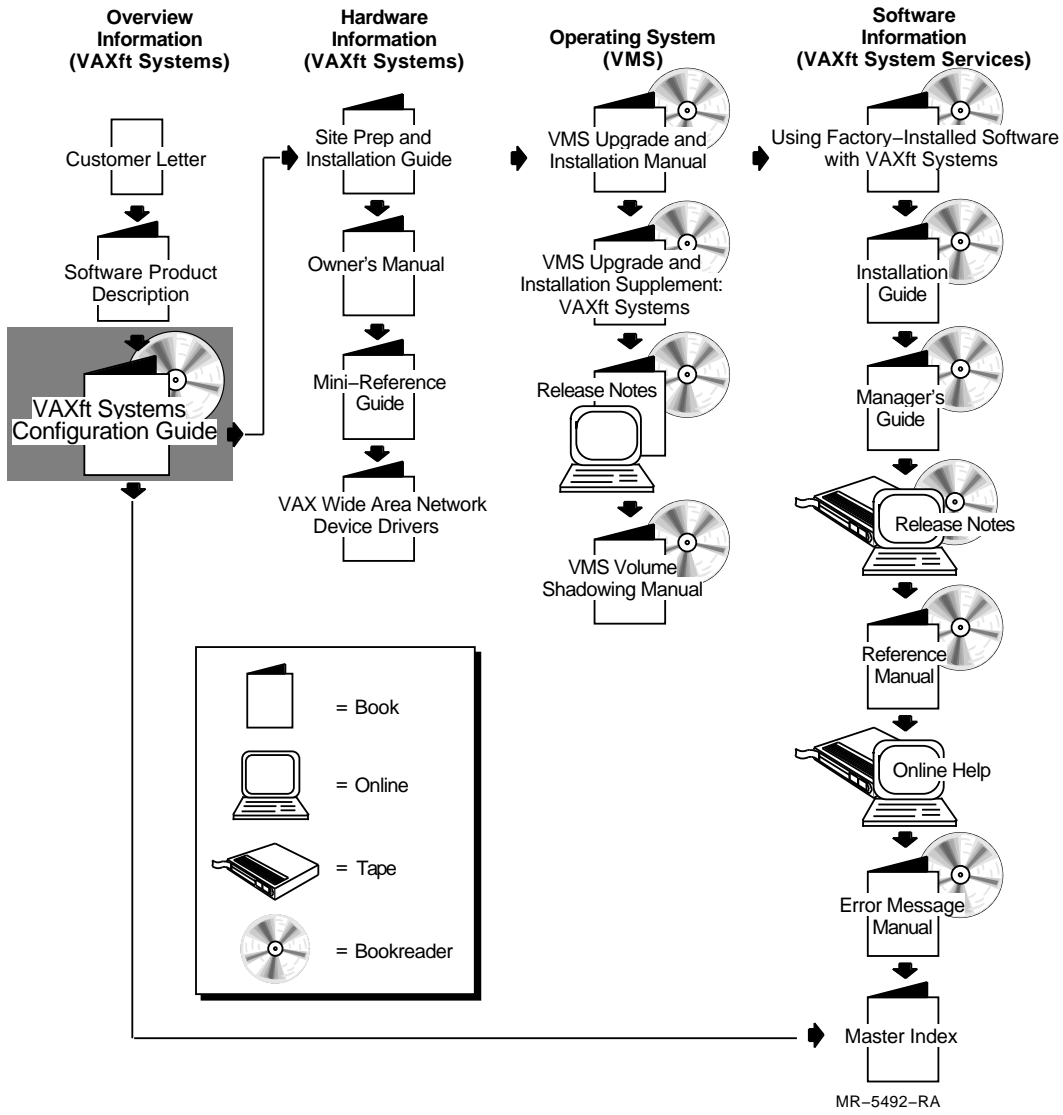 Overview
Information
(VAXft Systems)
Customer Letter
Software Product
Description
VAXft Systems
Configuration Guide
Hardware
Information
(VAXft Systems)
Site Prep and
Installation Guide
Owner's Manual
Mini–Reference
Guide
VAX Wide Area Network
Device Drivers
Operating System
(VMS)
VMS Upgrade and
Installation Manual
VMS Upgrade and
Installation Supplement:
VAXft Systems
Release Notes
VMS Volume
Shadowing Manual
Software
Information
(VAXft System Services)
Using Factory–Installed Software
with VAXft Systems
Installation
Guide
Manager's
Guide
Release Notes
Reference
Manual
Online Help
Error Message
Manual
Master Index
= Book
= Online
= Tape
= Bookreader
MR–5492–RA